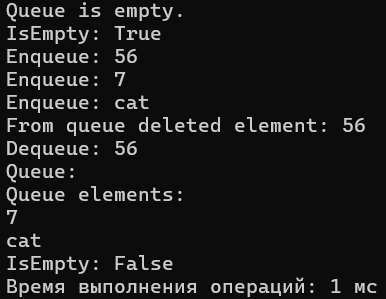 Queue is empty.
IsEmpty: True
Enqueue: 56
Enqueue: 7
Enqueue: cat
From queue deleted element: 56
Dequeue: 56
Queue:
Queue elements:
7
cat
IsEmpty: False
Время выполнения операций: 1 мс